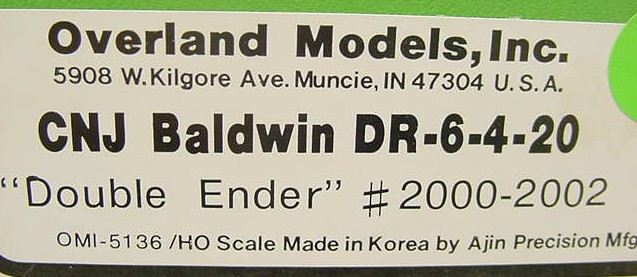 Overland Models, Inc.
5908 W. Kilgore Ave. Muncie, IN 47304 U.S.A.
CNJ Baldwin DR-6-4-20
"Double Ender" #2000-2002
OMI-5136 /HO Scale Made in Korea by Ajin Precision Mfg